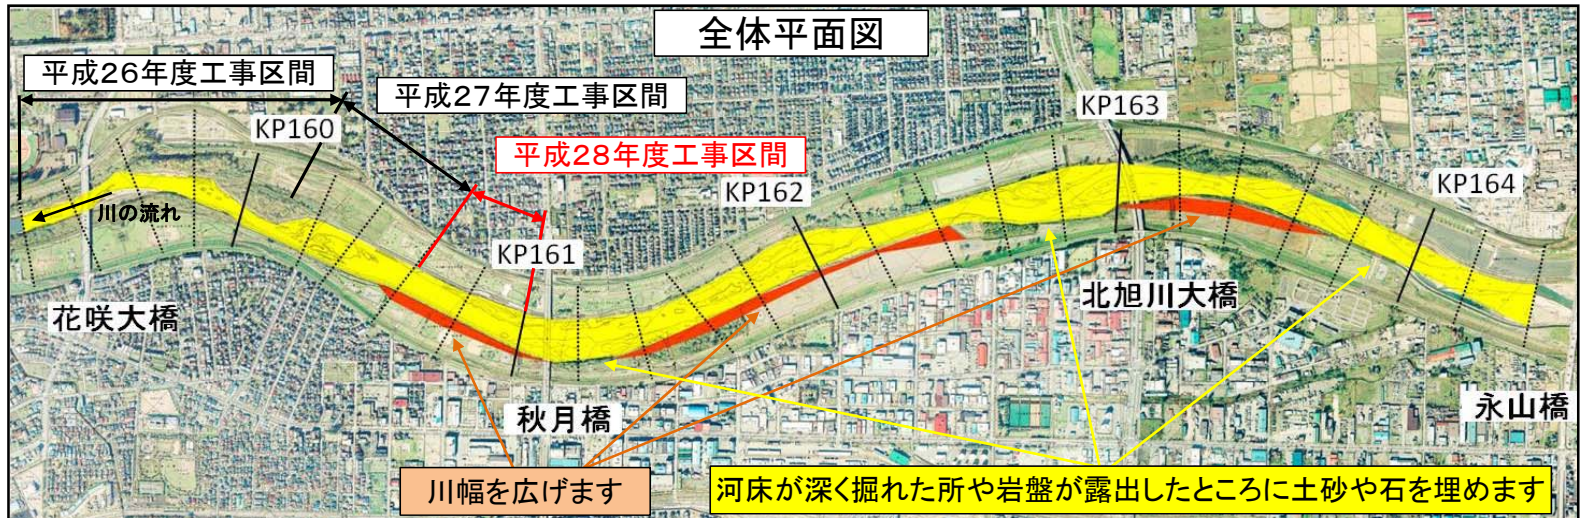 全体平面図
平成26年度工事区間
平成27年度工事区間
平成28年度工事区間
KP160
KP161
KP162
KP163
KP164
川の流れ
花咲大橋
秋月橋
北旭川大橋
永山橋
川幅を広げます
河床が深く掘れた所や岩盤が露出したところに土砂や石を埋めます